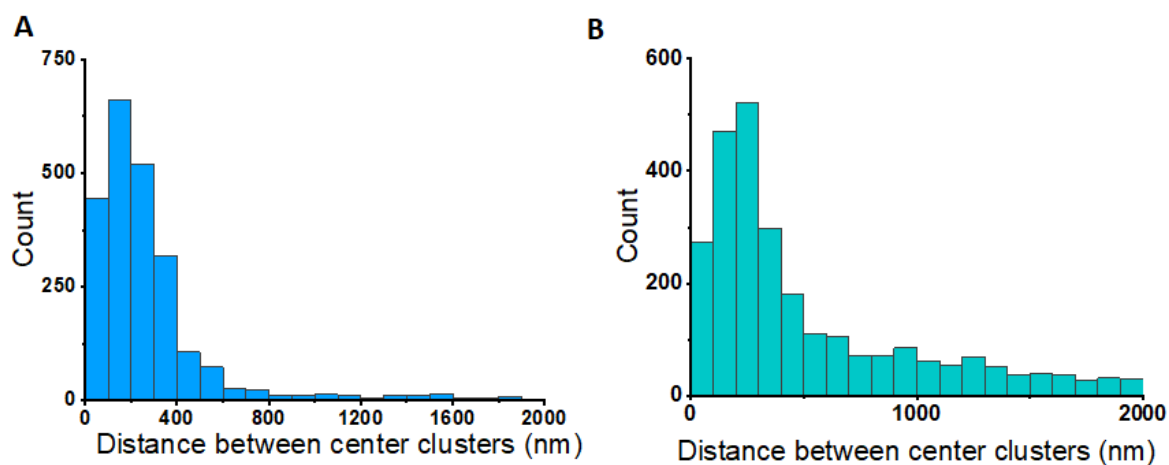 A
750
500
250
0
Count
0 400 800 1200 1600 2000
Distance between center clusters (nm)
B
600
400
200
0
Count
0 1000 2000
Distance between center clusters (nm)